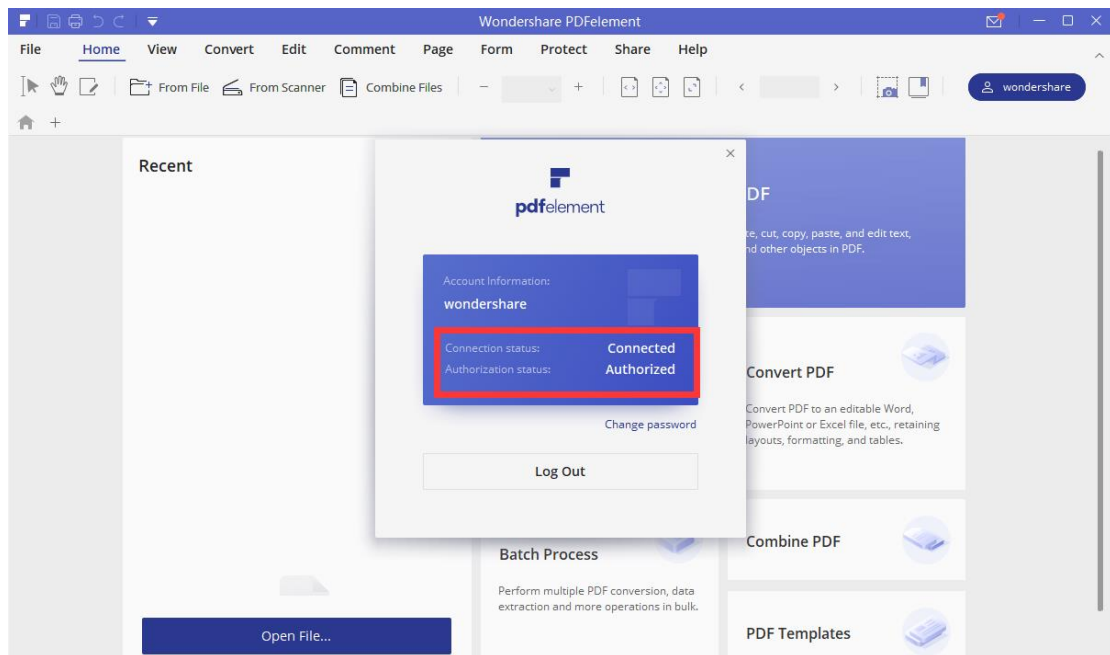 Wondershare PDFelement
File Home View Convert Edit Comment Page Form Protect Share Help
From File From Scanner Combine Files
wondershare
Recent
Open File...
pdfelement
Account Information:
wondershare
Connection status: Connected
Authorization status: Authorized
Change password
Log Out
DF
cut, copy, paste, and edit text,
other objects in PDF.
Convert PDF
Convert PDF to an editable Word,
PowerPoint or Excel file, etc., retaining
layouts, formatting, and tables.
Batch Process
Perform multiple PDF conversion, data
extraction and more operations in bulk.
Combine PDF
PDF Templates